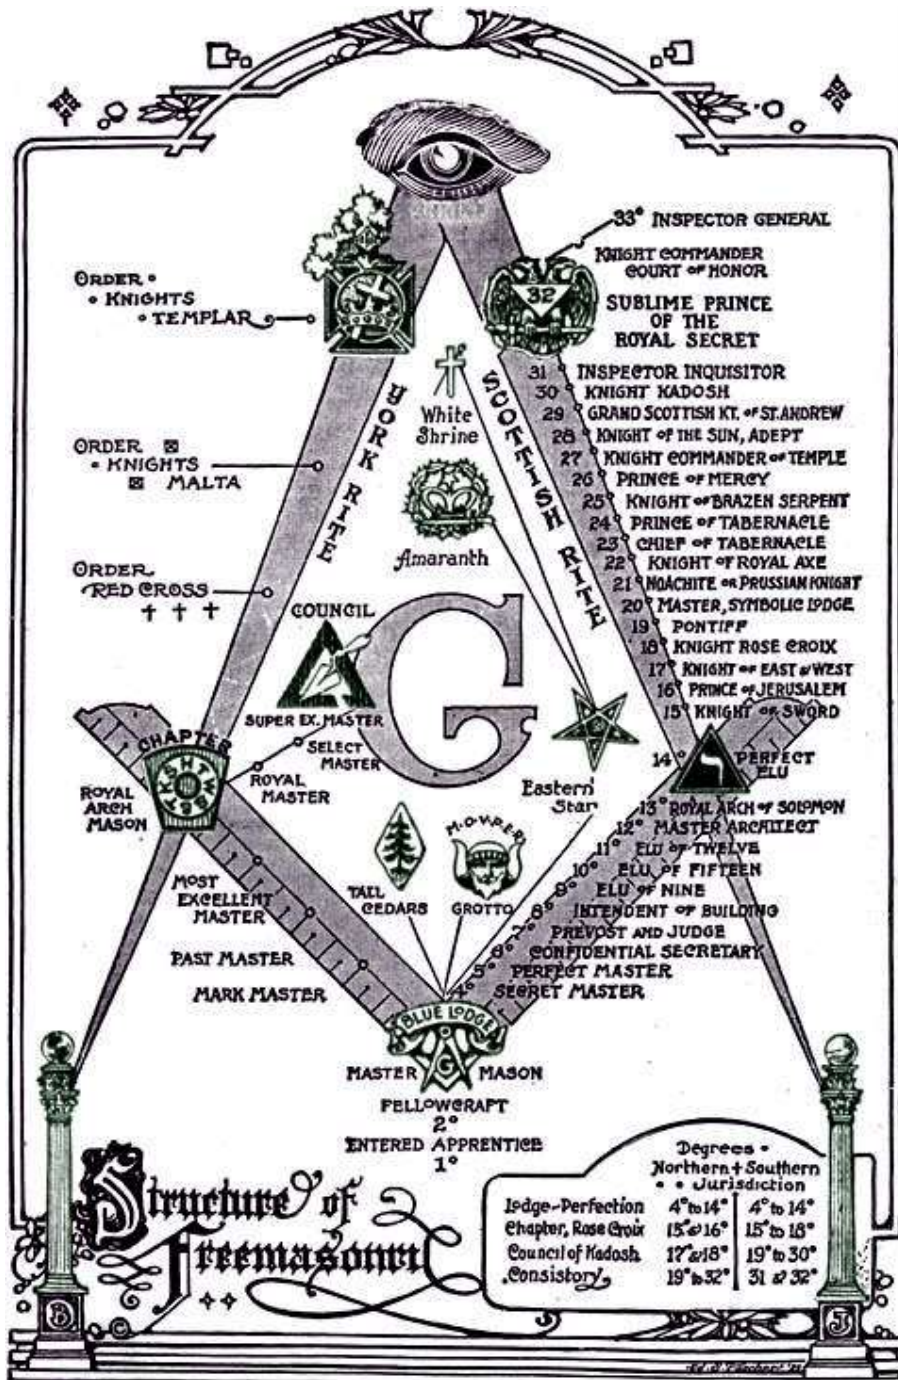 SHRINE
33° INSPECTOR GENERAL
KNIGHT COMMANDER
COURT OF HONOR
32
SUBLIME PRINCE
OF THE
ROYAL SECRET
ORDER
KNIGHTS
TEMPLAR
YORK RITE
SCOTTISH RITE
31 INSPECTOR INQUISITOR
30 KNIGHT KADOSH
29 GRAND SCOTTISH KT. OF ST. ANDREW
28 KNIGHT OF THE SUN, ADEPT
27 KNIGHT COMMANDER OF TEMPLE
26 PRINCE OF MERCY
25 KNIGHT OF BRAZEN SERPENT
24 PRINCE OF TABERNACLE
23 CHIEF OF TABERNACLE
22 KNIGHT OF ROYAL AXE
21 NOACHITE OR PRUSSIAN KNIGHT
20 MASTER, SYMBOLIC LODGE
19 PONTIFF
18 KNIGHT ROSE CROIX
17 KNIGHT OF EAST & WEST
16 PRINCE OF JERUSALEM
15 KNIGHT OF SWORD
14° PERFECT
ELU
13° ROYAL ARCH OF SOLOMON
12° MASTER ARCHITECT
11° ELU OF TWELVE
10° ELU OF FIFTEEN
9° ELU OF NINE
8° INTENDENT OF BUILDING
7° PREVOST AND JUDGE
6° CONFIDENTIAL SECRETARY
5° PERFECT MASTER
4° SECRET MASTER
White
Shrine
Amaranth
Eastern
Star
ORDER
KNIGHTS
MALTA
ORDER
RED CROSS
COUNCIL
SUPER EX. MASTER
SELECT
MASTER
ROYAL
MASTER
G
CHAPTER
HTWSSTKS
ROYAL
ARCH
MASON
MOST
EXCELLENT
MASTER
PAST MASTER
MARK MASTER
TALL
CEDARS
M.O.V.P.E.R.
GROTTO
BLUE LODGE
G
MASTER MASON
FELLOWCRAFT
2°
ENTERED APPRENTICE
1°
Structure of
Freemasonry
Degrees
Northern + Southern
Jurisdiction
Lodge-Perfection 4° to 14° 4° to 14°
Chapter, Rose Croix 15° & 16° 15° to 18°
Council of Kadosh 17° & 18° 19° to 30°
Consistory 19° to 32° 31 & 32°
B
©
J